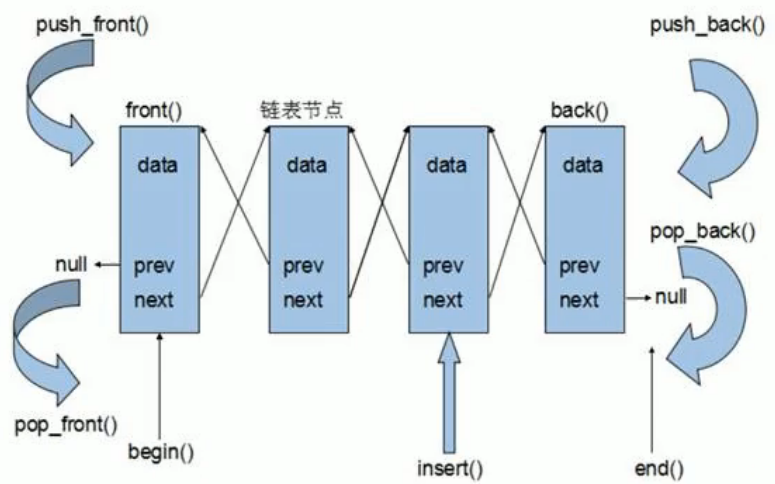 push_front()
push_back()
front()
链表节点
back()
data
data
data
data
pop_back()
null
prev
prev
prev
prev
next
next
next
next
null
pop_front()
begin()
insert()
end()